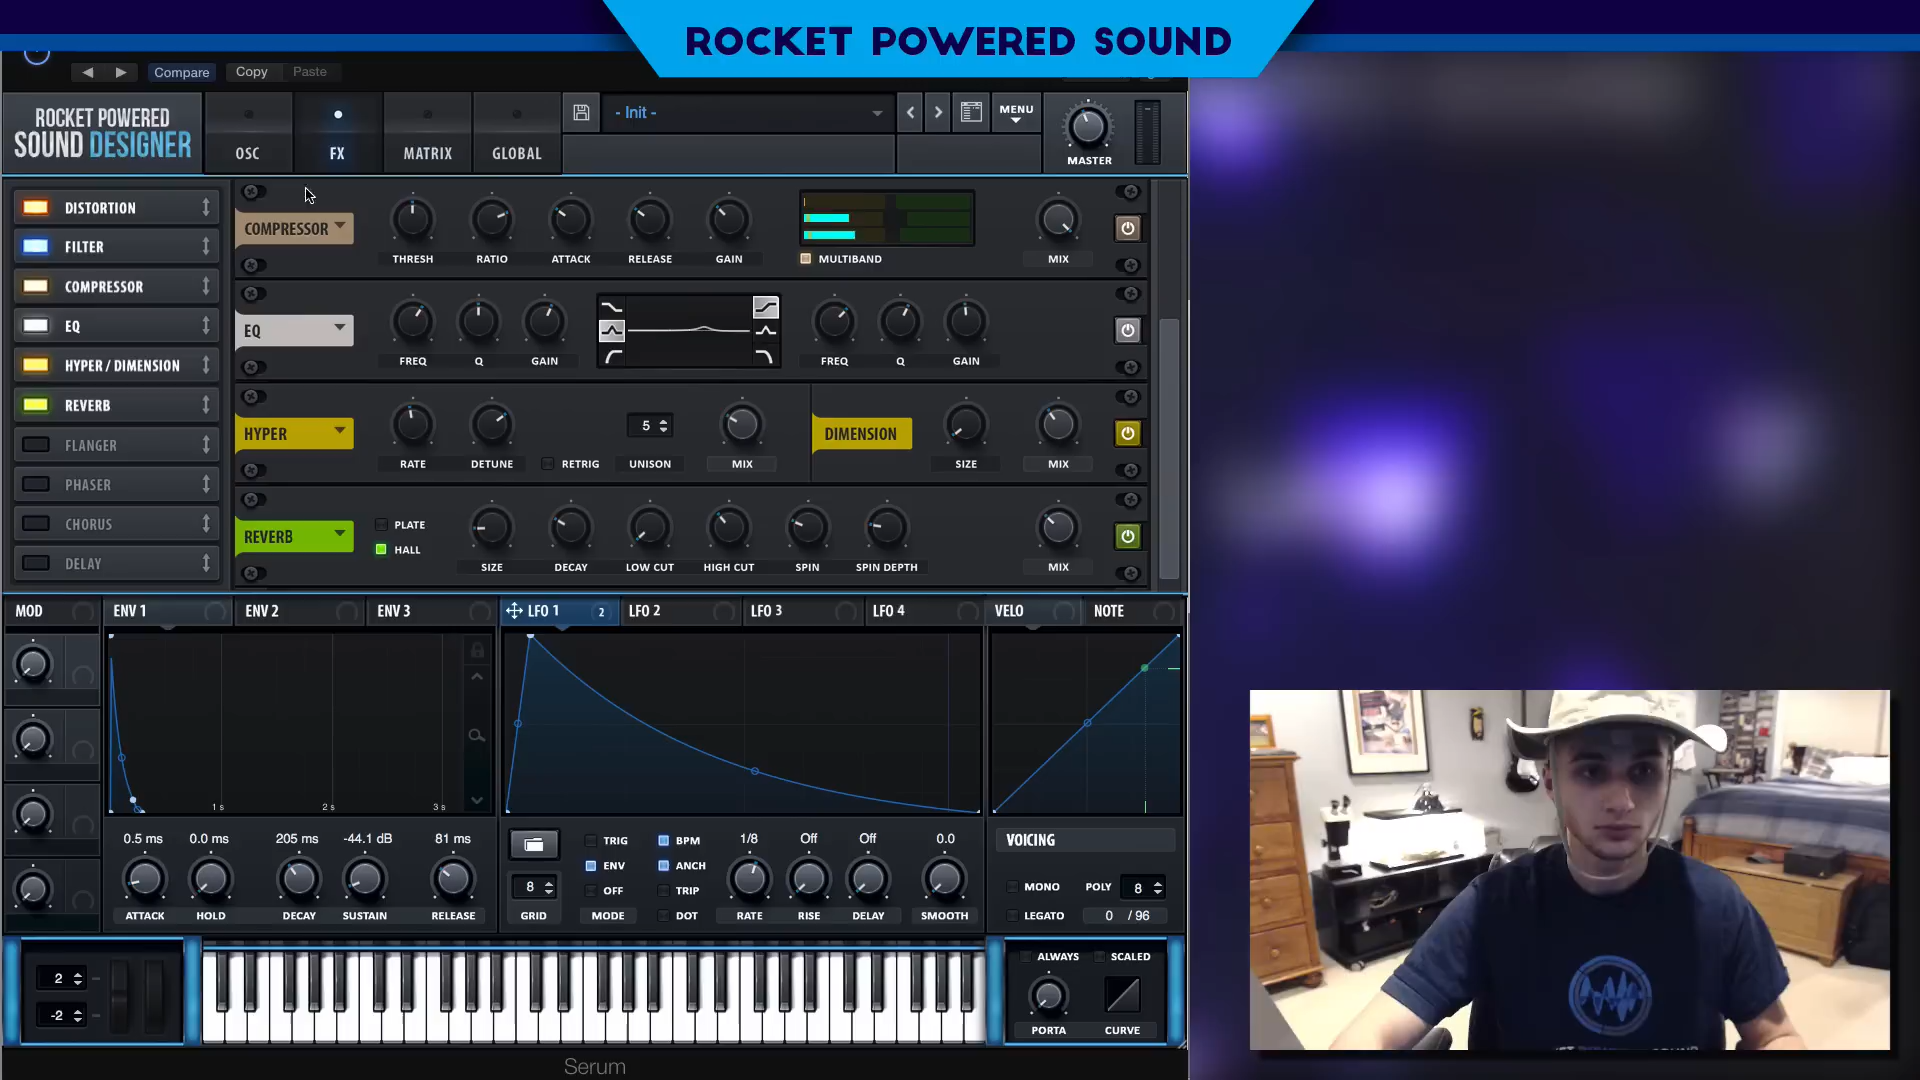 ROCKET POWERED SOUND
Compare
Copy
Paste
ROCKET POWERED
SOUND DESIGNER
OSC
FX
MATRIX
GLOBAL
- Init -
MENU
MASTER
DISTORTION
FILTER
COMPRESSOR
EQ
HYPER / DIMENSION
REVERB
FLANGER
PHASER
CHORUS
DELAY
COMPRESSOR
THRESH
RATIO
ATTACK
RELEASE
GAIN
MULTIBAND
MIX
EQ
FREQ
Q
GAIN
FREQ
Q
GAIN
HYPER
RATE
DETUNE
RETRIG
5
UNISON
MIX
DIMENSION
SIZE
MIX
REVERB
PLATE
HALL
SIZE
DECAY
LOW CUT
HIGH CUT
SPIN
SPIN DEPTH
MIX
MOD
ENV 1
ENV 2
ENV 3
LFO 1
2
LFO 2
LFO 3
LFO 4
VELO
NOTE
1 s
2 s
3 s
0.5 ms
0.0 ms
205 ms
-44.1 dB
81 ms
ATTACK
HOLD
DECAY
SUSTAIN
RELEASE
8
GRID
TRIG
ENV
OFF
MODE
BPM
ANCH
TRIP
DOT
1/8
Off
Off
0.0
RATE
RISE
DELAY
SMOOTH
VOICING
MONO
POLY
8
LEGATO
0 / 96
2
-2
ALWAYS
SCALED
PORTA
CURVE
Serum